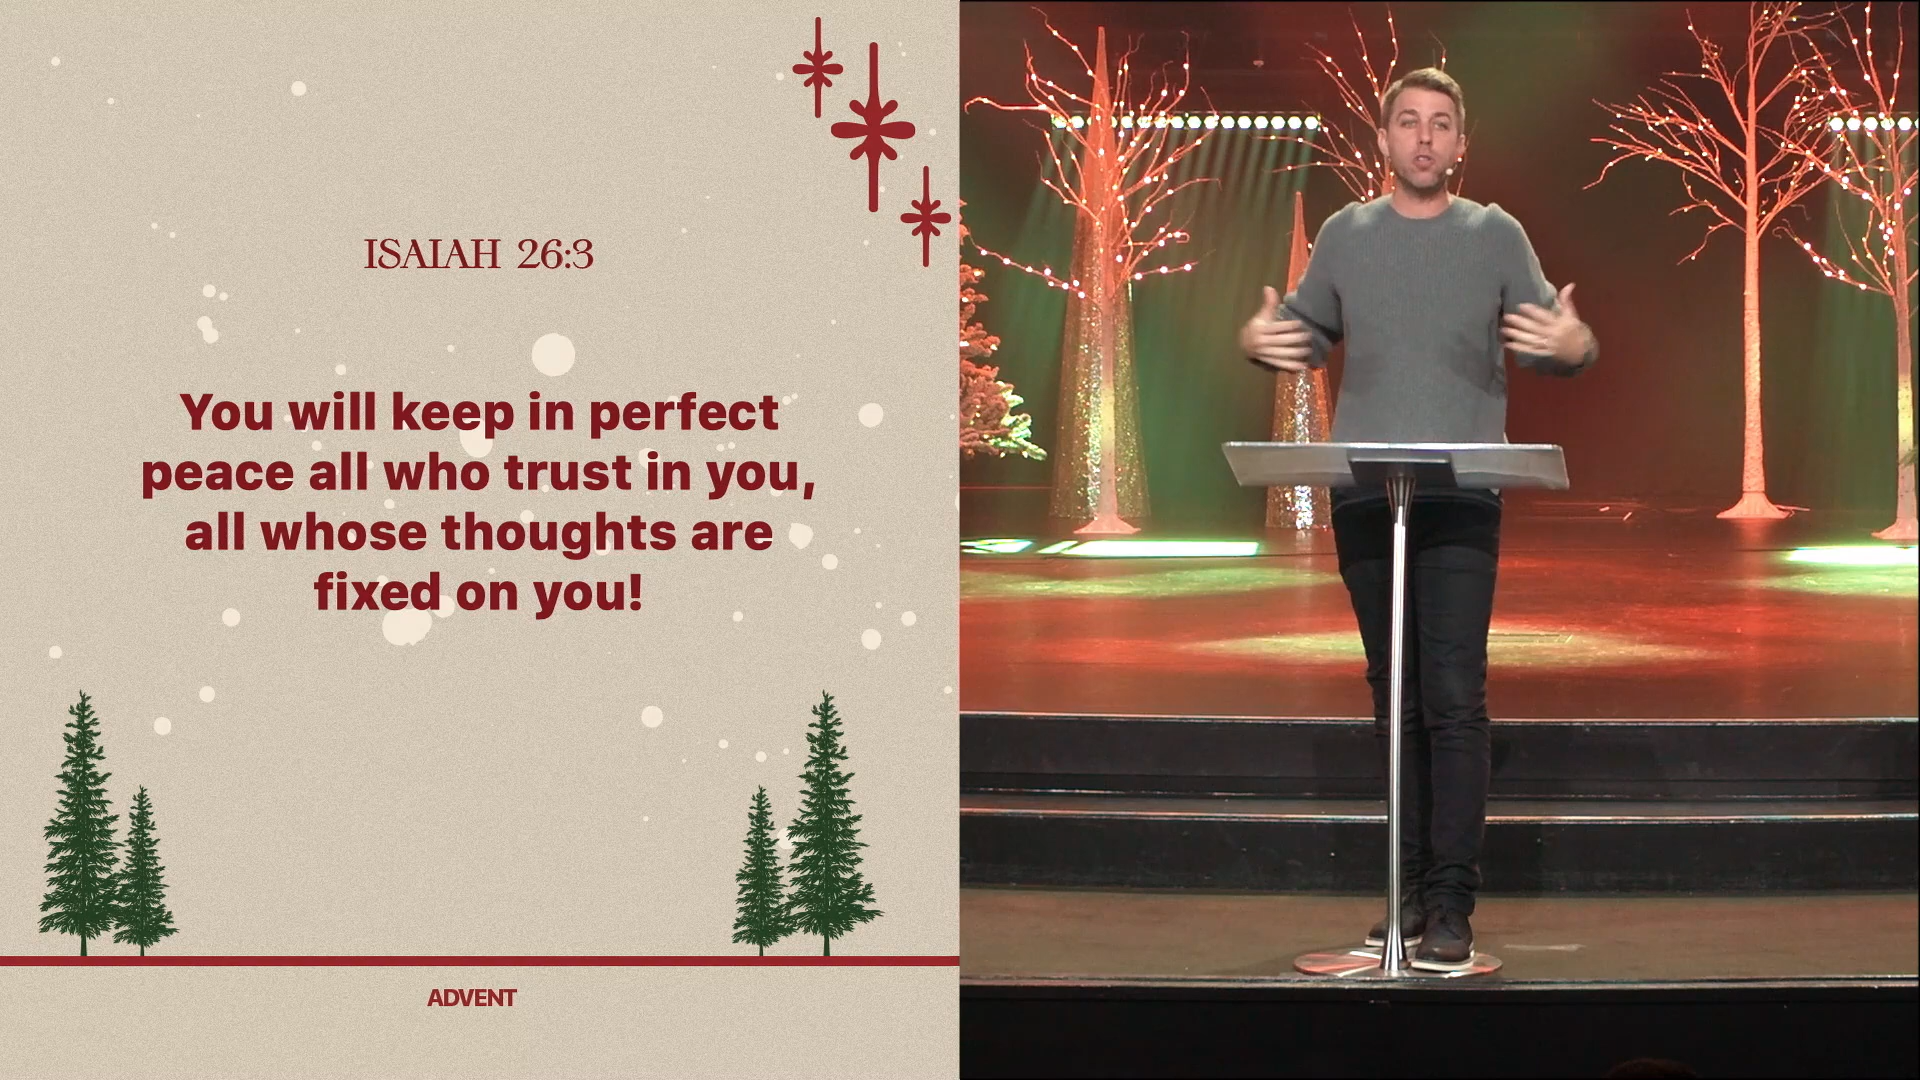 ISAIAH 26:3
You will keep in perfect
peace all who trust in you,
all whose thoughts are
fixed on you!
ADVENT